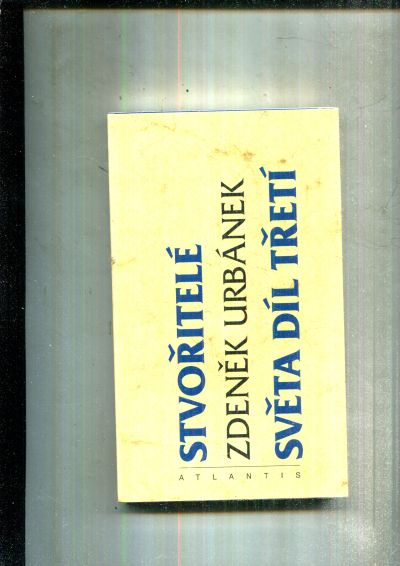 STVOŘITELÉ
ZDENĚK URBÁNEK
SVĚTA DÍL TŘETÍ
ATLANTIS